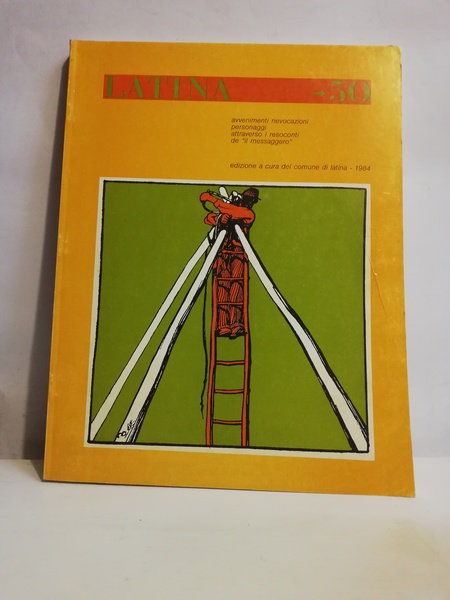 LATINA +50
avvenimenti rievocazioni
personaggi
attraverso i resoconti
de "il messaggero"
edizione a cura del comune di latina - 1984